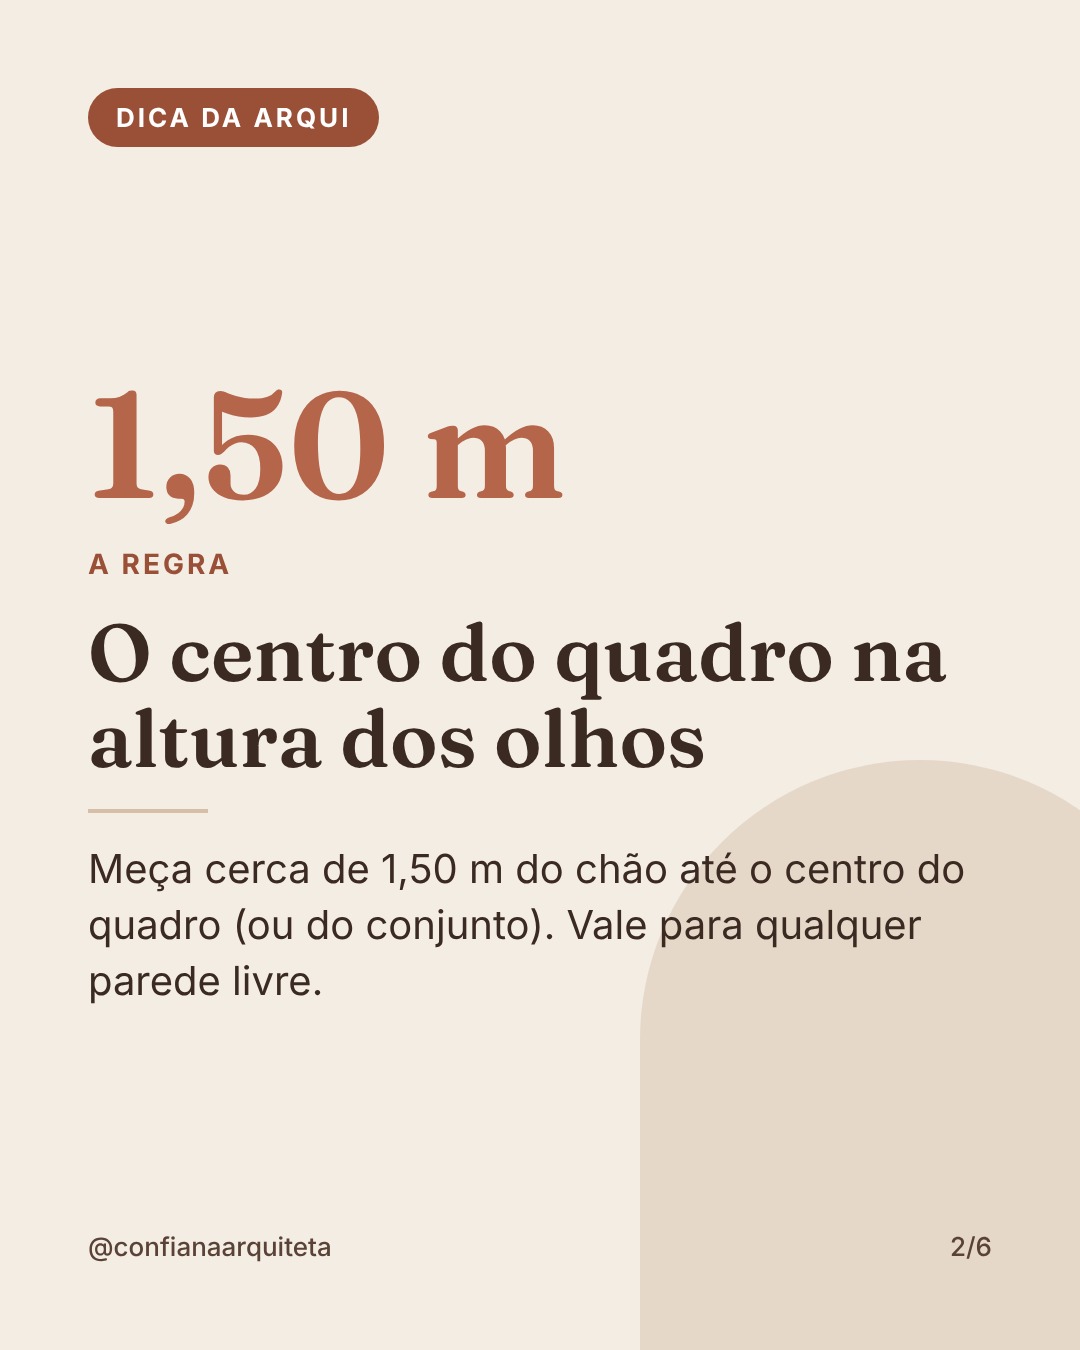 DICA DA ARQUI
1,50 m
A REGRA
O centro do quadro na
altura dos olhos
Meça cerca de 1,50 m do chão até o centro do
quadro (ou do conjunto). Vale para qualquer
parede livre.
@confianaarquiteta
2/6